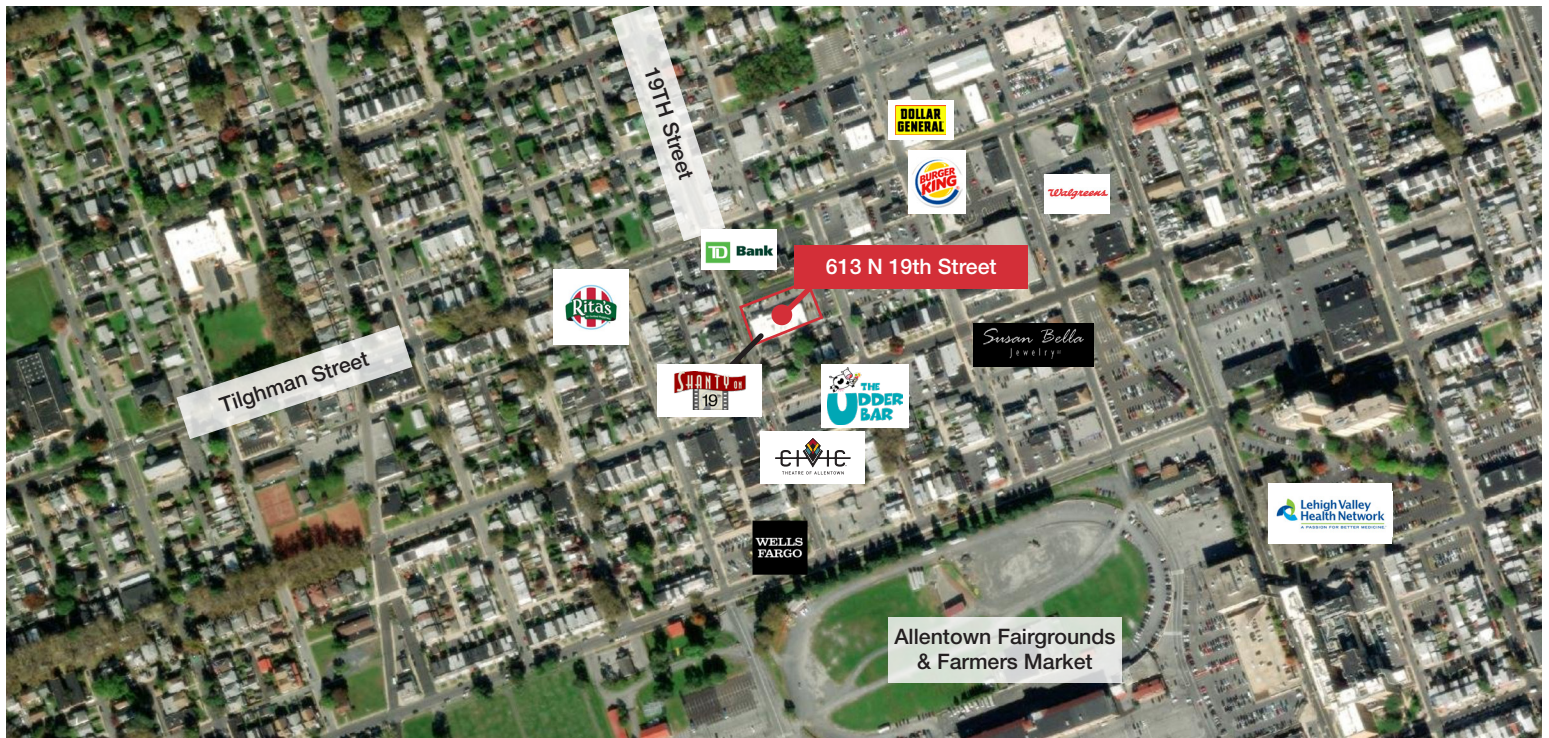 19TH Street
DOLLAR
GENERAL
BURGER
KING
Walgreens
TD Bank
613 N 19th Street
Rita's
Susan Bella
Jewelry
Tilghman Street
SHANTY ON
19
THE
UDDER
BAR
CIVIC
THEATRE OF ALLENTOWN
Lehigh Valley
Health Network
A PASSION FOR BETTER MEDICINE
WELLS
FARGO
Allentown Fairgrounds
& Farmers Market